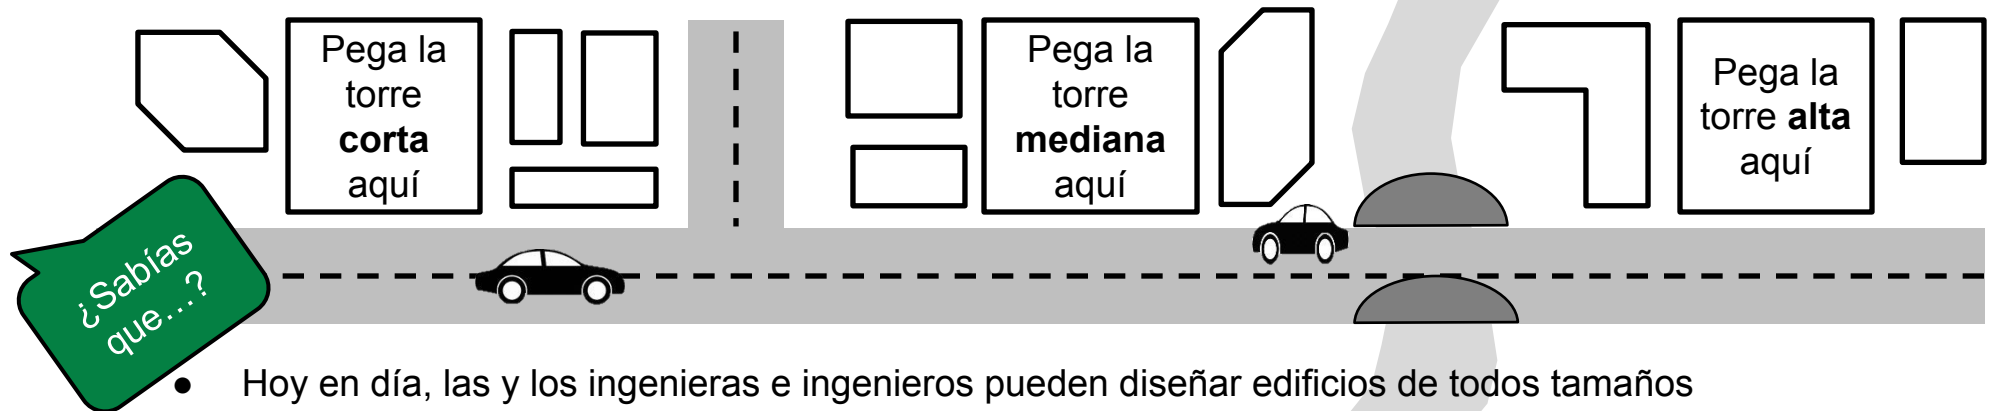 Pega la
torre
corta
aquí
Pega la
torre
mediana
aquí
Pega la
torre alta
aquí
¿Sabías
que…?
● Hoy en día, las y los ingenieras e ingenieros pueden diseñar edificios de todos tamaños